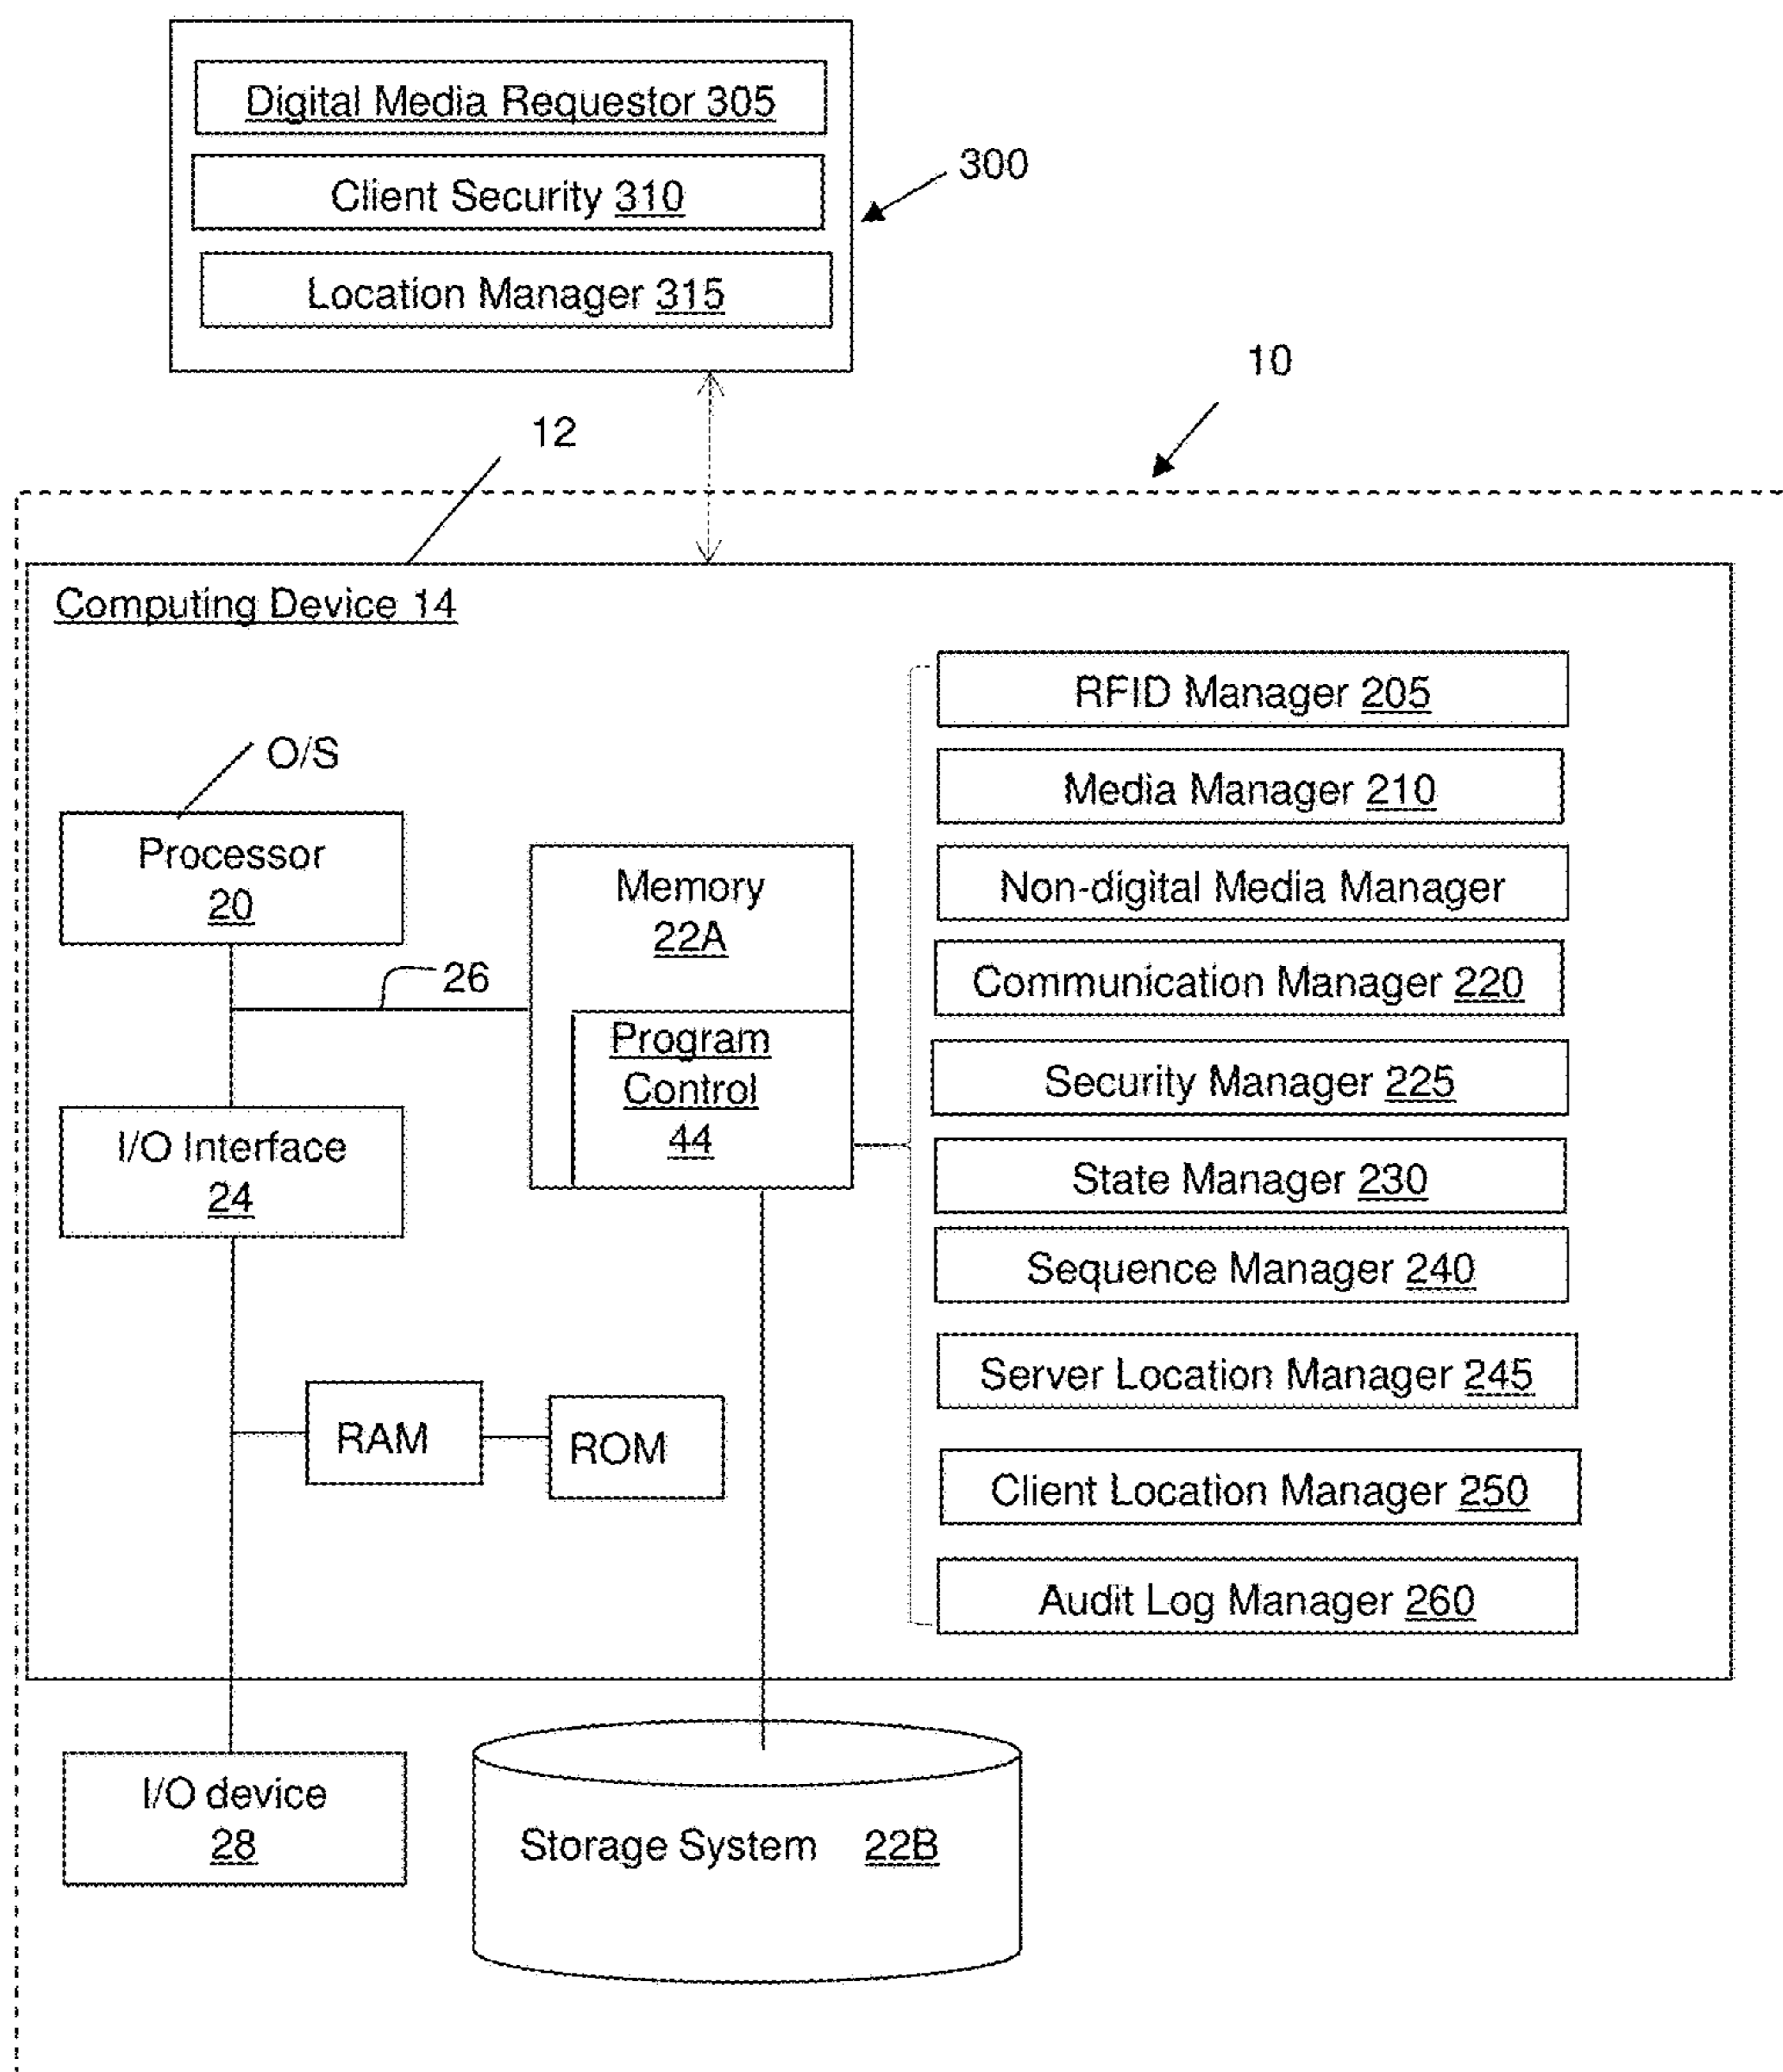 Digital Media Requestor 305
Client Security 310
Location Manager 315
300
10
12
Computing Device 14
O/S
Processor
20
26
Memory
22A
Program
Control
44
I/O Interface
24
RAM
ROM
RFID Manager 205
Media Manager 210
Non-digital Media Manager
Communication Manager 220
Security Manager 225
State Manager 230
Sequence Manager 240
Server Location Manager 245
Client Location Manager 250
Audit Log Manager 260
I/O device
28
Storage System 22B